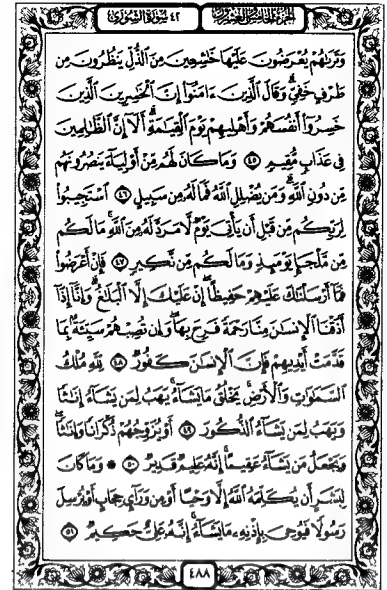 الجزء الخامس والعشرون ٤٢ سورة الشورى
وَتَرَىٰهُمْ يُعْرَضُونَ عَلَيْهَا خَٰشِعِينَ مِنَ ٱلذُّلِّ يَنظُرُونَ مِن
طَرْفٍ خَفِىٍّ ۗ وَقَالَ ٱلَّذِينَ ءَامَنُوٓا۟ إِنَّ ٱلْخَٰسِرِينَ ٱلَّذِينَ
خَسِرُوٓا۟ أَنفُسَهُمْ وَأَهْلِيهِمْ يَوْمَ ٱلْقِيَٰمَةِ ۗ أَلَآ إِنَّ ٱلظَّٰلِمِينَ
فِى عَذَابٍ مُّقِيمٍ ٤٥ وَمَا كَانَ لَهُم مِّنْ أَوْلِيَآءَ يَنصُرُونَهُم
مِّن دُونِ ٱللَّهِ ۗ وَمَن يُضْلِلِ ٱللَّهُ فَمَا لَهُۥ مِن سَبِيلٍ ٤٦ ٱسْتَجِيبُوا۟
لِرَبِّكُم مِّن قَبْلِ أَن يَأْتِىَ يَوْمٌ لَّا مَرَدَّ لَهُۥ مِنَ ٱللَّهِ ۚ مَا لَكُم
مِّن مَّلْجَإٍ يَوْمَئِذٍ وَمَا لَكُم مِّن نَّكِيرٍ ٤٧ فَإِنْ أَعْرَضُوا۟
فَمَآ أَرْسَلْنَٰكَ عَلَيْهِمْ حَفِيظًا ۖ إِنْ عَلَيْكَ إِلَّا ٱلْبَلَٰغُ ۗ وَإِنَّآ إِذَآ
أَذَقْنَا ٱلْإِنسَٰنَ مِنَّا رَحْمَةً فَرِحَ بِهَا ۖ وَإِن تُصِبْهُمْ سَيِّئَةٌۢ بِمَا
قَدَّمَتْ أَيْدِيهِمْ فَإِنَّ ٱلْإِنسَٰنَ كَفُورٌ ٤٨ لِّلَّهِ مُلْكُ
ٱلسَّمَٰوَٰتِ وَٱلْأَرْضِ ۚ يَخْلُقُ مَا يَشَآءُ ۚ يَهَبُ لِمَن يَشَآءُ إِنَٰثًا
وَيَهَبُ لِمَن يَشَآءُ ٱلذُّكُورَ ٤٩ أَوْ يُزَوِّجُهُمْ ذُكْرَانًا وَإِنَٰثًا ۖ
وَيَجْعَلُ مَن يَشَآءُ عَقِيمًا ۚ إِنَّهُۥ عَلِيمٌ قَدِيرٌ ٥٠ ۞ وَمَا كَانَ
لِبَشَرٍ أَن يُكَلِّمَهُ ٱللَّهُ إِلَّا وَحْيًا أَوْ مِن وَرَآئِ حِجَابٍ أَوْ يُرْسِلَ
رَسُولًا فَيُوحِىَ بِإِذْنِهِۦ مَا يَشَآءُ ۚ إِنَّهُۥ عَلِىٌّ حَكِيمٌ ٥١
٤٨٨